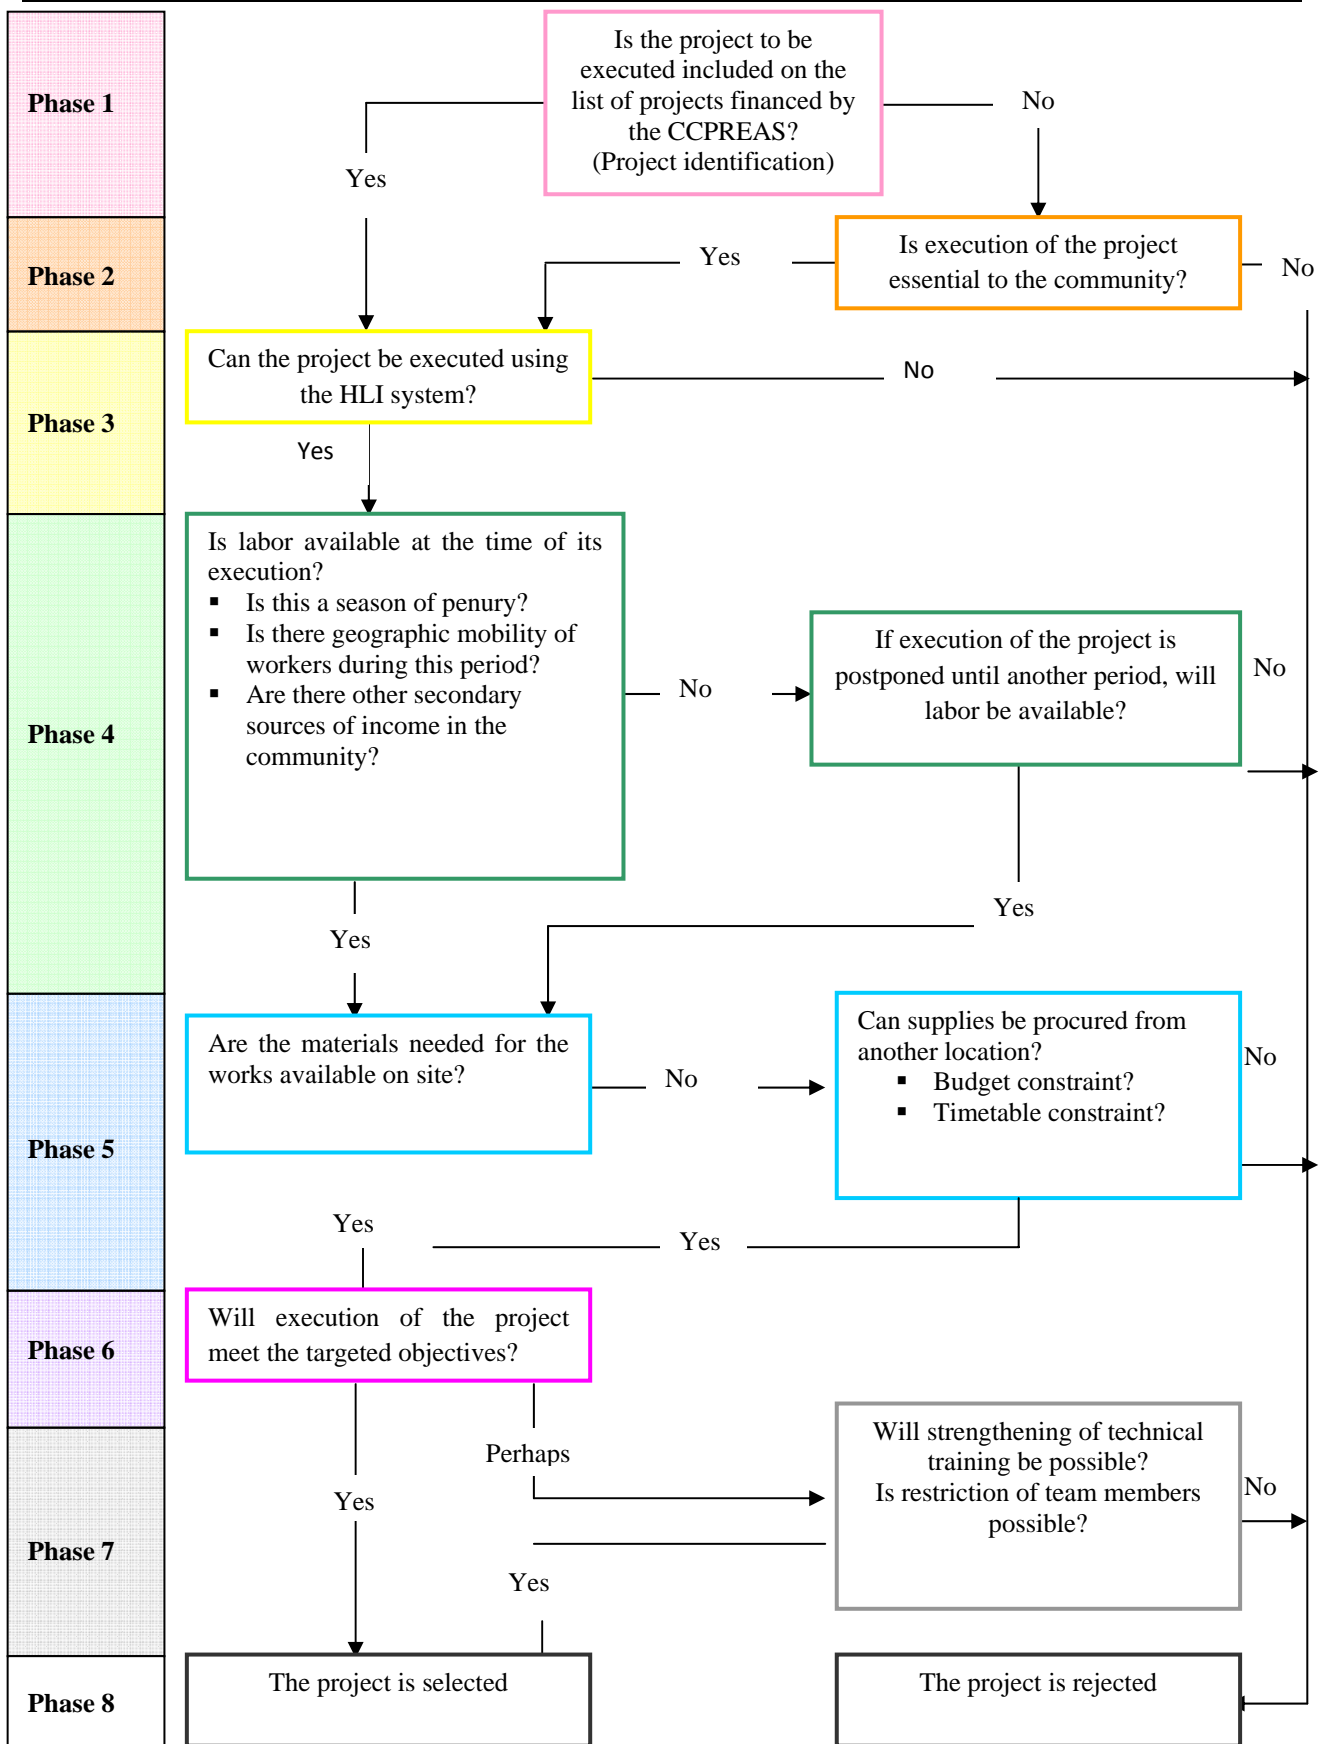 Phase 1
Is the project to be
executed included on the
list of projects financed by
the CCPREAS?
(Project identification)
Yes
No
Phase 2
Is execution of the project
essential to the community?
Yes
No
Phase 3
Can the project be executed using
the HLI system?
No
Yes
Phase 4
Is labor available at the time of its
execution?
▪ Is this a season of penury?
▪ Is there geographic mobility of
workers during this period?
▪ Are there other secondary
sources of income in the
community?
No
If execution of the project is
postponed until another period, will
labor be available?
No
Yes
Yes
Phase 5
Are the materials needed for the
works available on site?
No
Can supplies be procured from
another location?
▪ Budget constraint?
▪ Timetable constraint?
No
Yes
Yes
Phase 6
Will execution of the project
meet the targeted objectives?
Perhaps
Yes
Phase 7
Will strengthening of technical
training be possible?
Is restriction of team members
possible?
No
Yes
Phase 8
The project is selected
The project is rejected